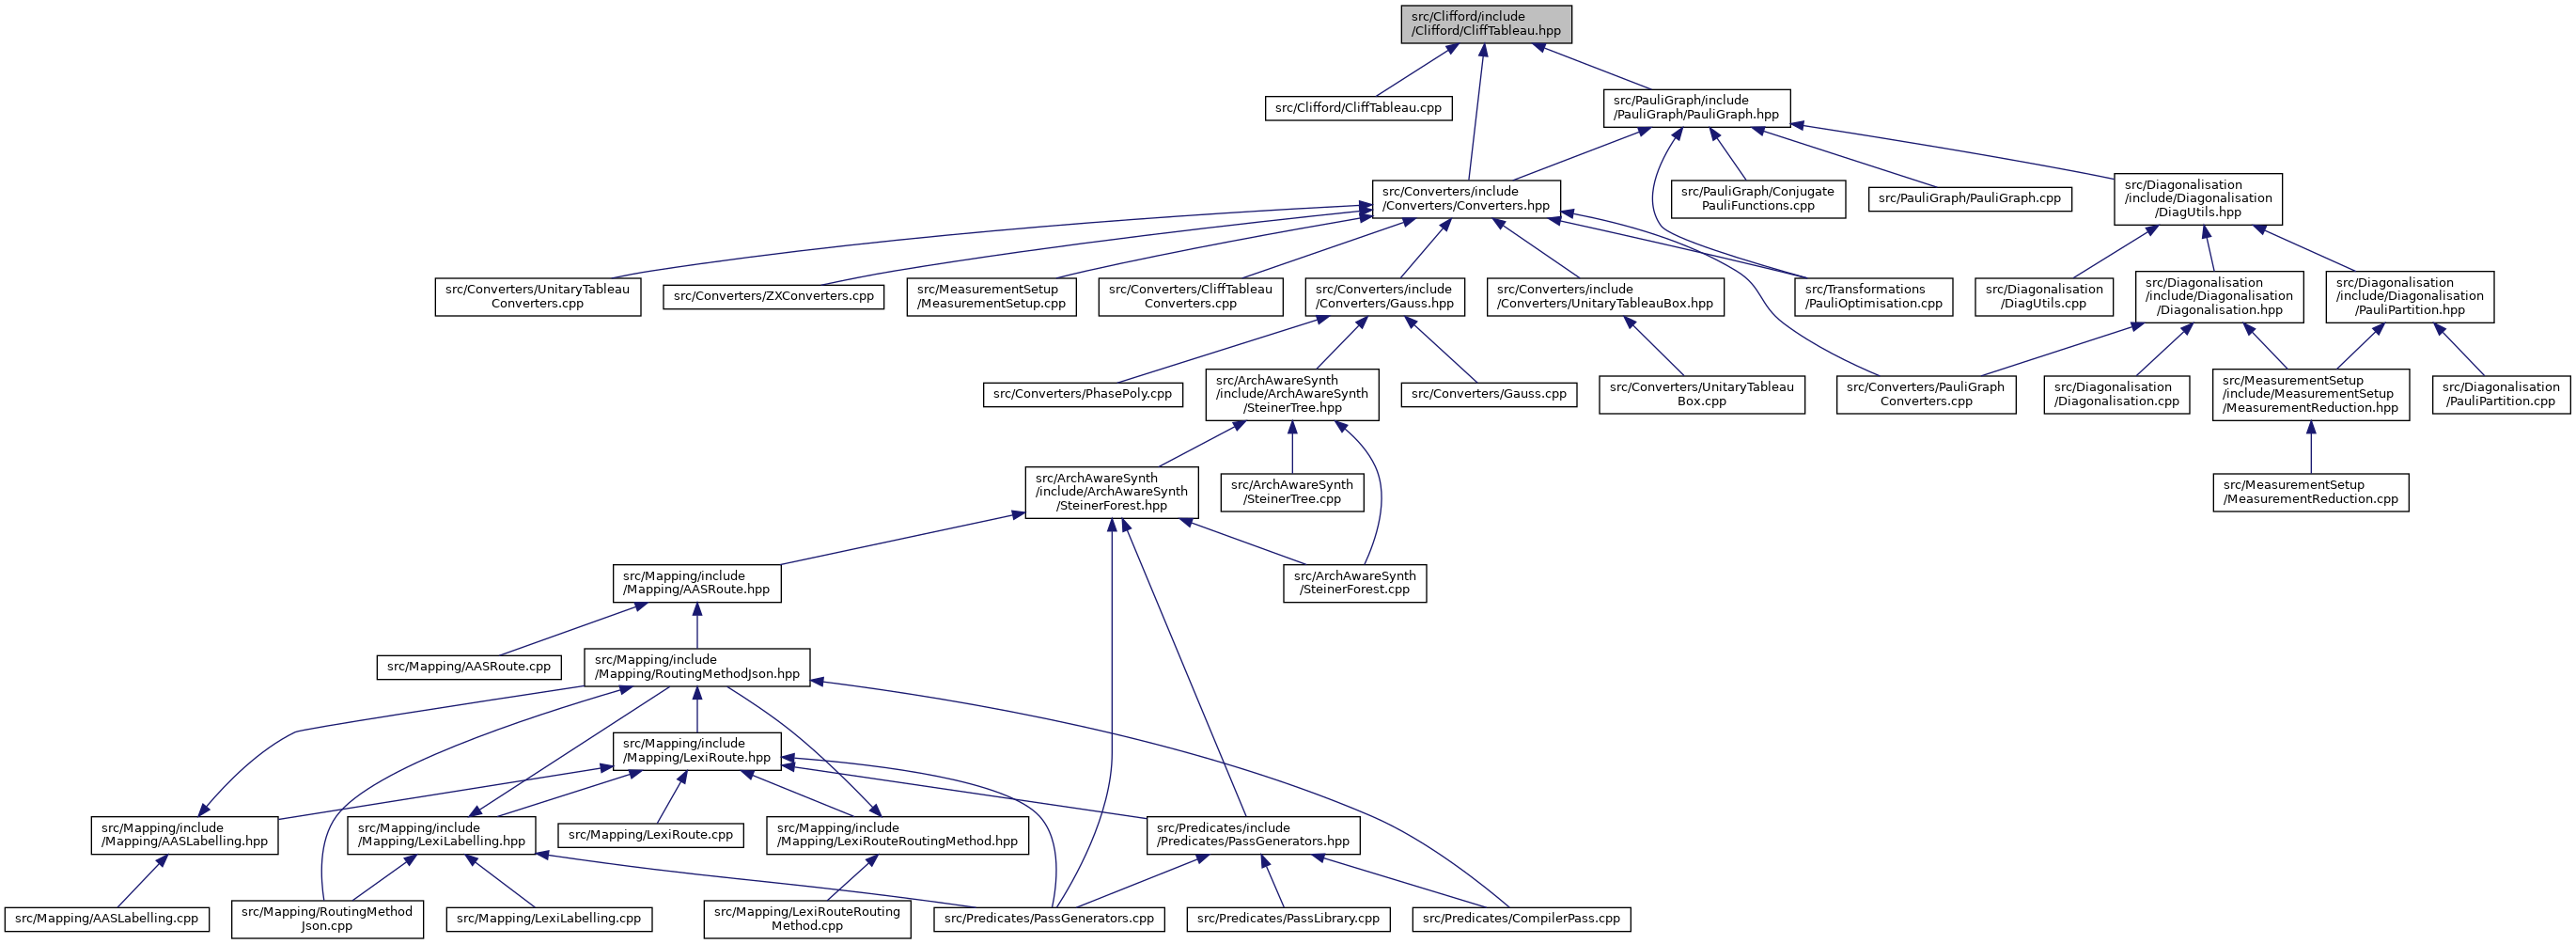 src/Clifford/include
/Clifford/CliffTableau.hpp
src/Clifford/CliffTableau.cpp
src/PauliGraph/include
/PauliGraph/PauliGraph.hpp
src/Converters/include
/Converters/Converters.hpp
src/PauliGraph/Conjugate
PauliFunctions.cpp
src/PauliGraph/PauliGraph.cpp
src/Diagonalisation
/include/Diagonalisation
/DiagUtils.hpp
src/Converters/UnitaryTableau
Converters.cpp
src/Converters/ZXConverters.cpp
src/MeasurementSetup
/MeasurementSetup.cpp
src/Converters/CliffTableau
Converters.cpp
src/Converters/include
/Converters/Gauss.hpp
src/Converters/include
/Converters/UnitaryTableauBox.hpp
src/Transformations
/PauliOptimisation.cpp
src/Diagonalisation
/DiagUtils.cpp
src/Diagonalisation
/include/Diagonalisation
/Diagonalisation.hpp
src/Diagonalisation
/include/Diagonalisation
/PauliPartition.hpp
src/Converters/PhasePoly.cpp
src/ArchAwareSynth
/include/ArchAwareSynth
/SteinerTree.hpp
src/Converters/Gauss.cpp
src/Converters/UnitaryTableau
Box.cpp
src/Converters/PauliGraph
Converters.cpp
src/Diagonalisation
/Diagonalisation.cpp
src/MeasurementSetup
/include/MeasurementSetup
/MeasurementReduction.hpp
src/Diagonalisation
/PauliPartition.cpp
src/ArchAwareSynth
/include/ArchAwareSynth
/SteinerForest.hpp
src/ArchAwareSynth
/SteinerTree.cpp
src/MeasurementSetup
/MeasurementReduction.cpp
src/Mapping/include
/Mapping/AASRoute.hpp
src/ArchAwareSynth
/SteinerForest.cpp
src/Mapping/AASRoute.cpp
src/Mapping/include
/Mapping/RoutingMethodJson.hpp
src/Mapping/include
/Mapping/LexiRoute.hpp
src/Mapping/include
/Mapping/AASLabelling.hpp
src/Mapping/include
/Mapping/LexiLabelling.hpp
src/Mapping/LexiRoute.cpp
src/Mapping/include
/Mapping/LexiRouteRoutingMethod.hpp
src/Predicates/include
/Predicates/PassGenerators.hpp
src/Mapping/AASLabelling.cpp
src/Mapping/RoutingMethod
Json.cpp
src/Mapping/LexiLabelling.cpp
src/Mapping/LexiRouteRouting
Method.cpp
src/Predicates/PassGenerators.cpp
src/Predicates/PassLibrary.cpp
src/Predicates/CompilerPass.cpp